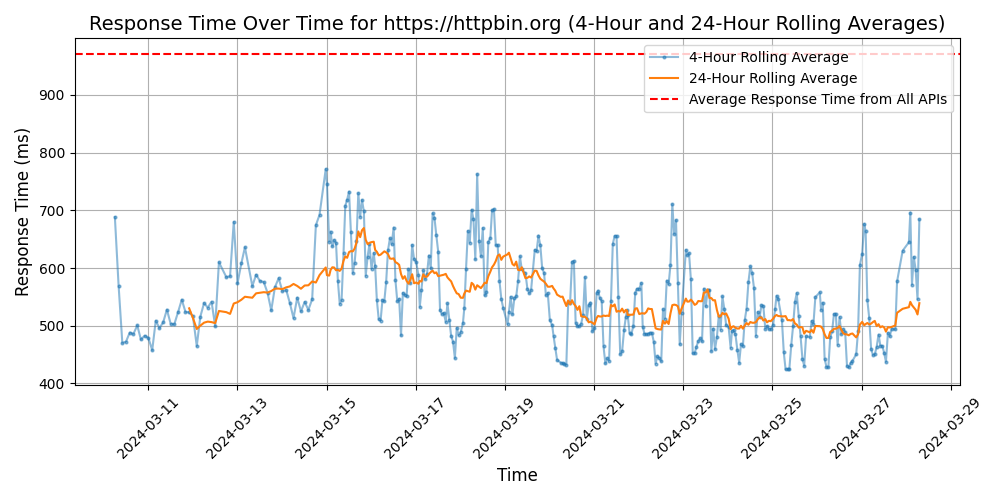 Response Time Over Time for https://httpbin.org (4-Hour and 24-Hour Rolling Averages)
4-Hour Rolling Average
24-Hour Rolling Average
Average Response Time from All APIs
Response Time (ms)
900
800
700
600
500
400
2024-03-11
2024-03-13
2024-03-15
2024-03-17
2024-03-19
2024-03-21
2024-03-23
2024-03-25
2024-03-27
2024-03-29
Time